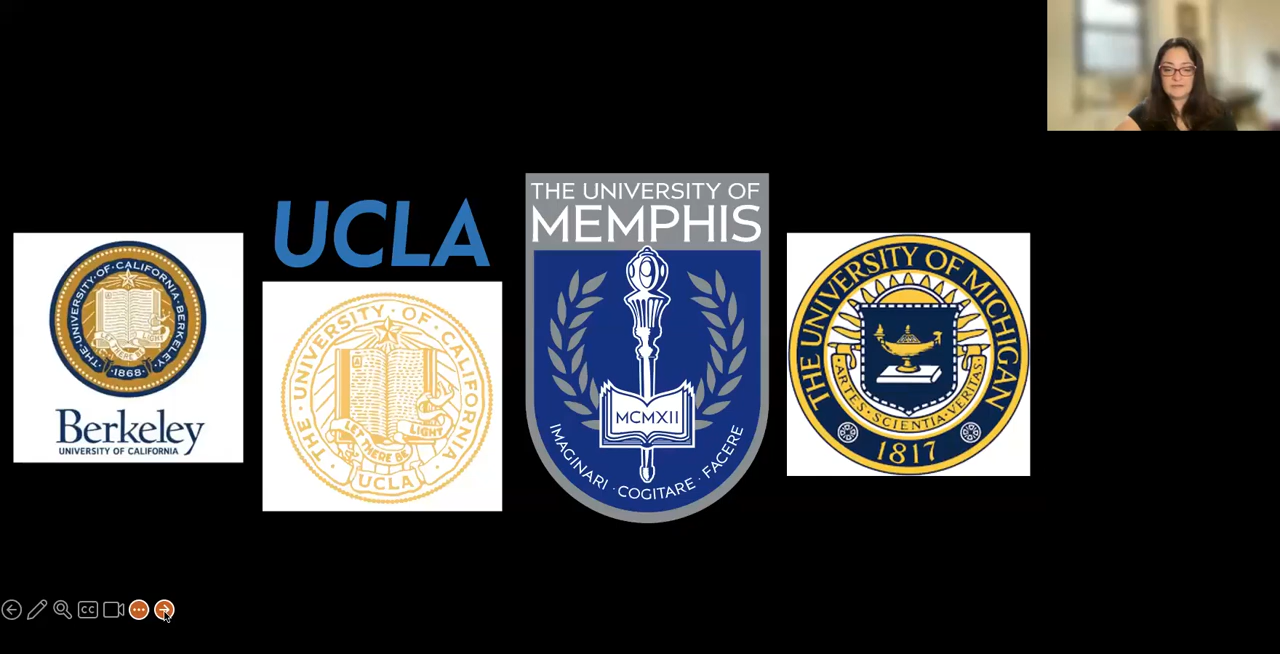 THE·UNIVERSITY·OF·CALIFORNIA·BERKELEY·
LET THERE BE LIGHT
·1868·
Berkeley
UNIVERSITY OF CALIFORNIA
UCLA
THE · UNIVERSITY · OF · CALIFORNIA
LET THERE BE LIGHT
UCLA
THE UNIVERSITY OF
MEMPHIS
MCMXII
IMAGINARI · COGITARE · FACERE
THE UNIVERSITY OF MICHIGAN
ARTES · SCIENTIA · VERITAS
1817
CC